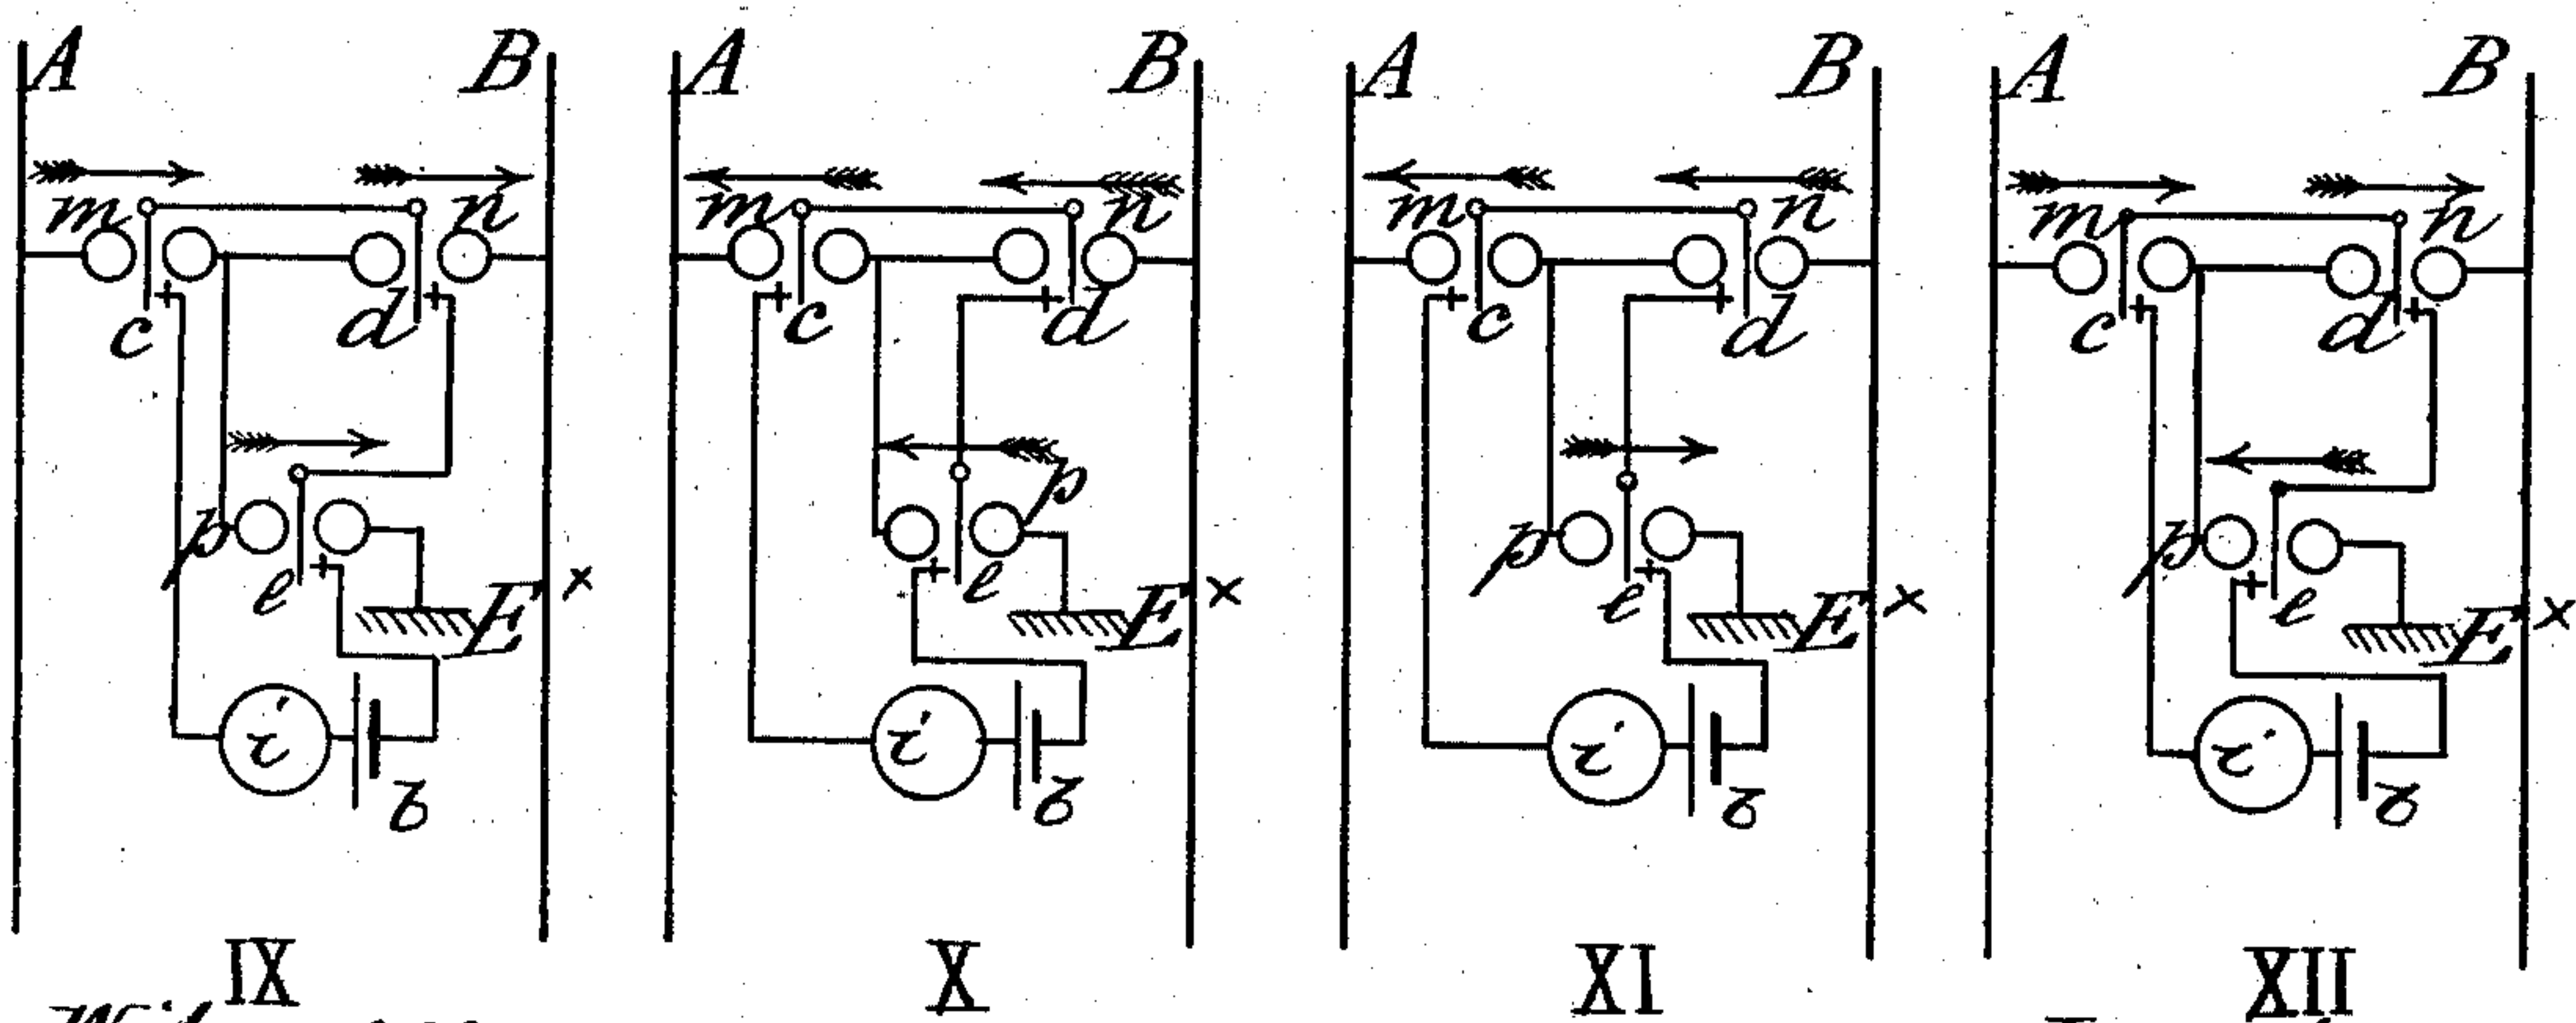 A B A B A B A B
m n m n m n m n
c d c d c d c d
p p p p
e E x e E x e E x e E x
i b i b i b i b
IX X XI XII